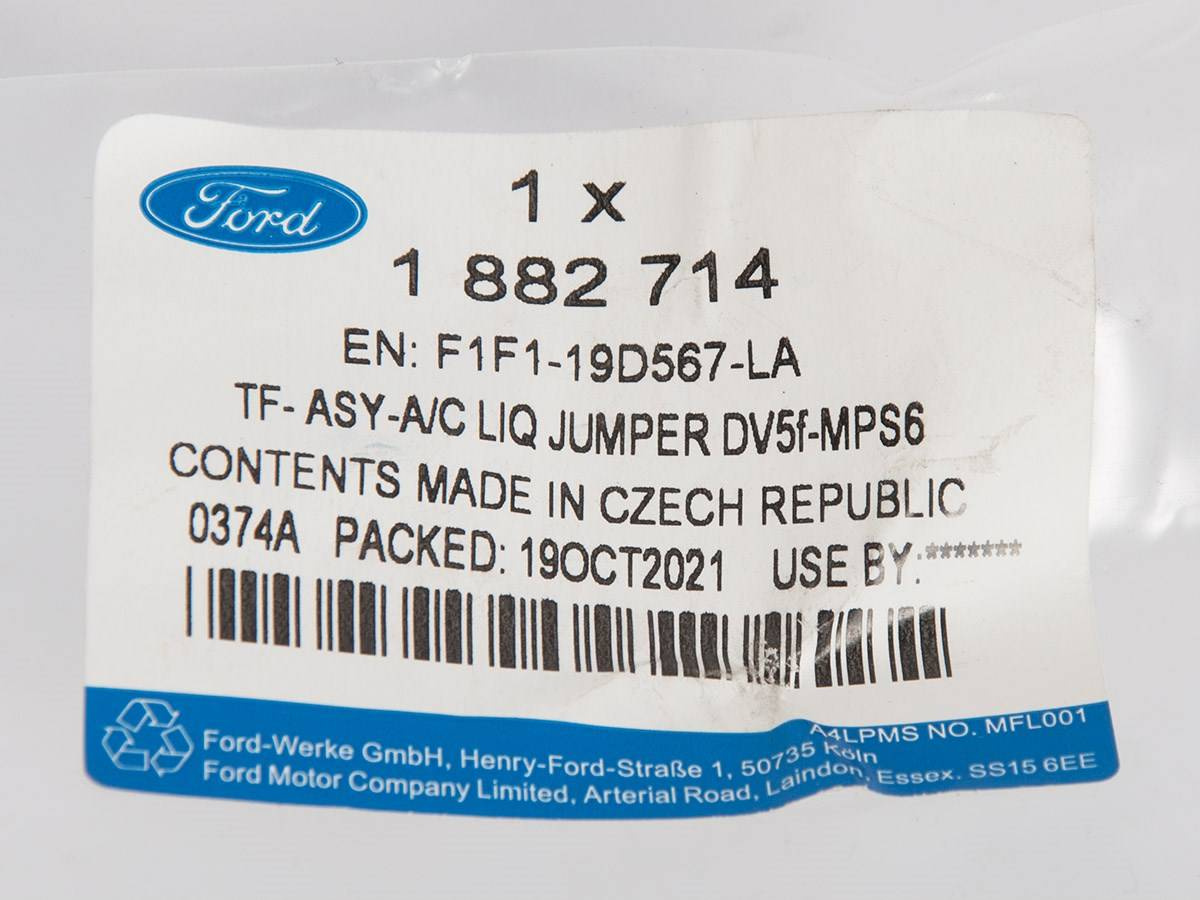 Ford
1 x
1 882 714
EN: F1F1-19D567-LA
TF- ASY-A/C LIQ JUMPER DV5f-MPS6
CONTENTS MADE IN CZECH REPUBLIC
0374A PACKED: 19OCT2021 USE BY:*******
A4LPMS NO. MFL001
Ford-Werke GmbH, Henry-Ford-Straße 1, 50735 Köln
Ford Motor Company Limited, Arterial Road, Laindon, Essex. SS15 6EE